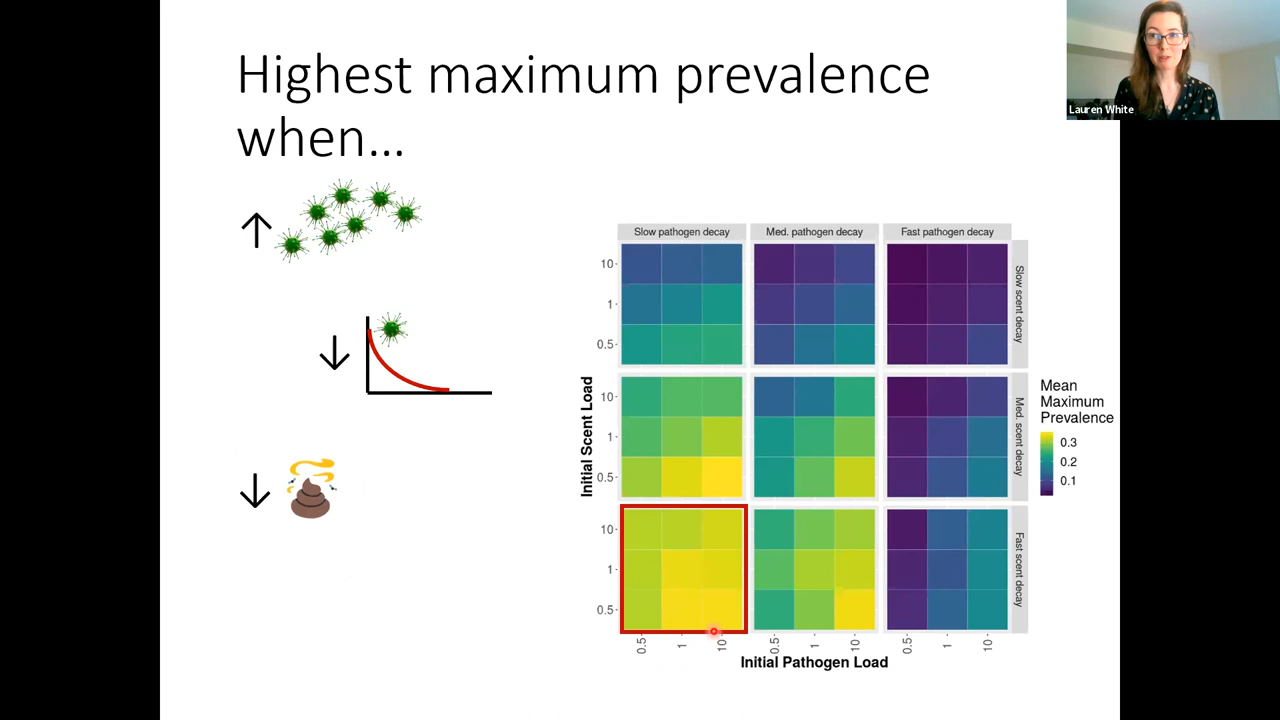 Highest maximum prevalence
when...
Lauren White
Slow pathogen decay
Med. pathogen decay
Fast pathogen decay
10
1
0.5
Slow scent decay
10
1
0.5
Med. scent decay
10
1
0.5
Fast scent decay
Initial Scent Load
0.5
1
10
0.5
1
10
0.5
1
10
Initial Pathogen Load
Mean
Maximum
Prevalence
0.3
0.2
0.1